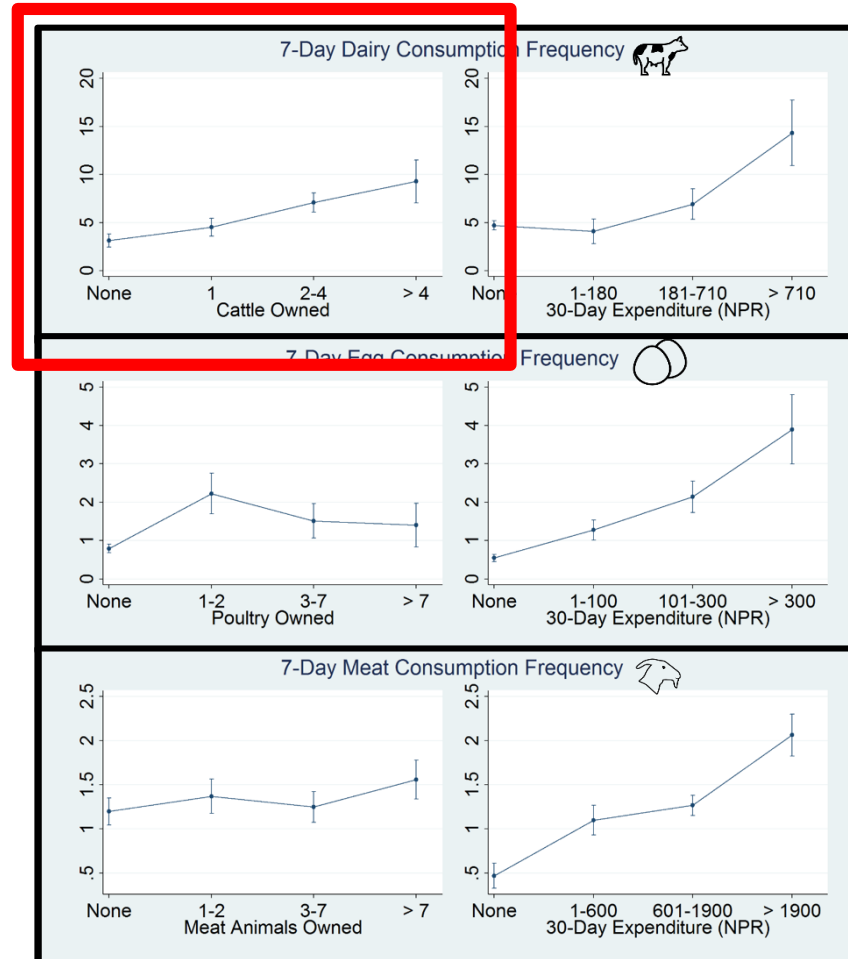 7-Day Dairy Consumption Frequency
20
15
10
5
0
None 1 2-4 > 4
Cattle Owned
20
15
10
5
0
Non 1-180 181-710 > 710
30-Day Expenditure (NPR)
7-Day Egg Consumption Frequency
5
4
3
2
1
0
None 1-2 3-7 > 7
Poultry Owned
5
4
3
2
1
0
None 1-100 101-300 > 300
30-Day Expenditure (NPR)
7-Day Meat Consumption Frequency
2.5
2
1.5
1
.5
None 1-2 3-7 > 7
Meat Animals Owned
2.5
2
1.5
1
.5
None 1-600 601-1900 > 1900
30-Day Expenditure (NPR)